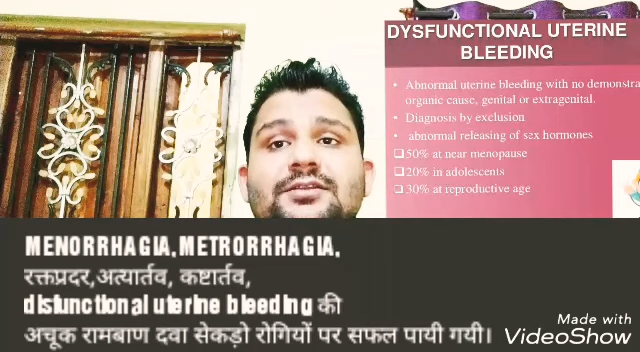 DYSFUNCTIONAL UTERINE
BLEEDING
• Abnormal uterine bleeding with no demonstra
organic cause, genital or extragenital.
• Diagnosis by exclusion
• abnormal releasing of sex hormones
❑50% at near menopause
❑20% in adolescents
❑30% at reproductive age
MENORRHAGIA,METRORRHAGIA,
रक्तप्रदर,अत्यार्तव, कष्टार्तव,
disfunctional uterine bleeding की
अचूक रामबाण दवा सेकड़ो रोगियों पर सफल पायी गयी।
Made with
VideoShow